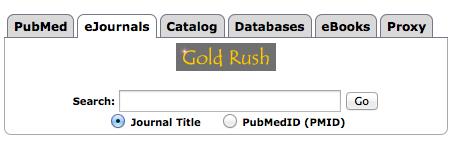 PubMed eJournals Catalog Databases eBooks Proxy
Gold Rush
Search: Go
Journal Title PubMedID (PMID)